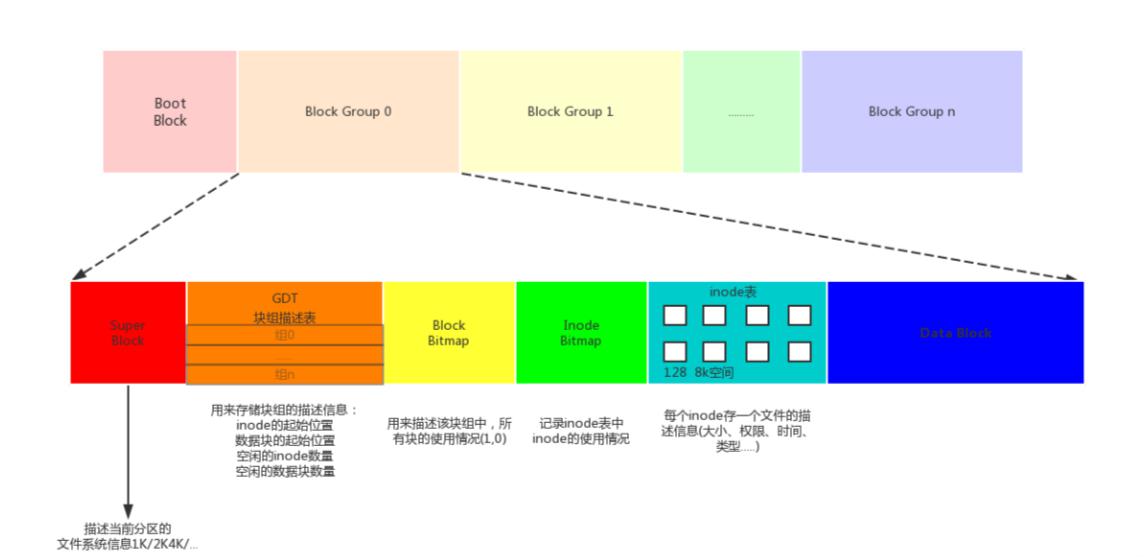 Boot
Block
Block Group 0
Block Group 1
.........
Block Group n
Super
Block
GDT
块组描述表
组0
......
组n
Block
Bitmap
Inode
Bitmap
inode表
128 8k空间
Data Block
用来存储块组的描述信息：
inode的起始位置
数据块的起始位置
空闲的inode数量
空闲的数据块数量
用来描述该块组中，所
有块的使用情况(1,0)
记录inode表中
inode的使用情况
每个inode存一个文件的描
述信息(大小、权限、时间、
类型.....)
描述当前分区的
文件系统信息1K/2K4K/...